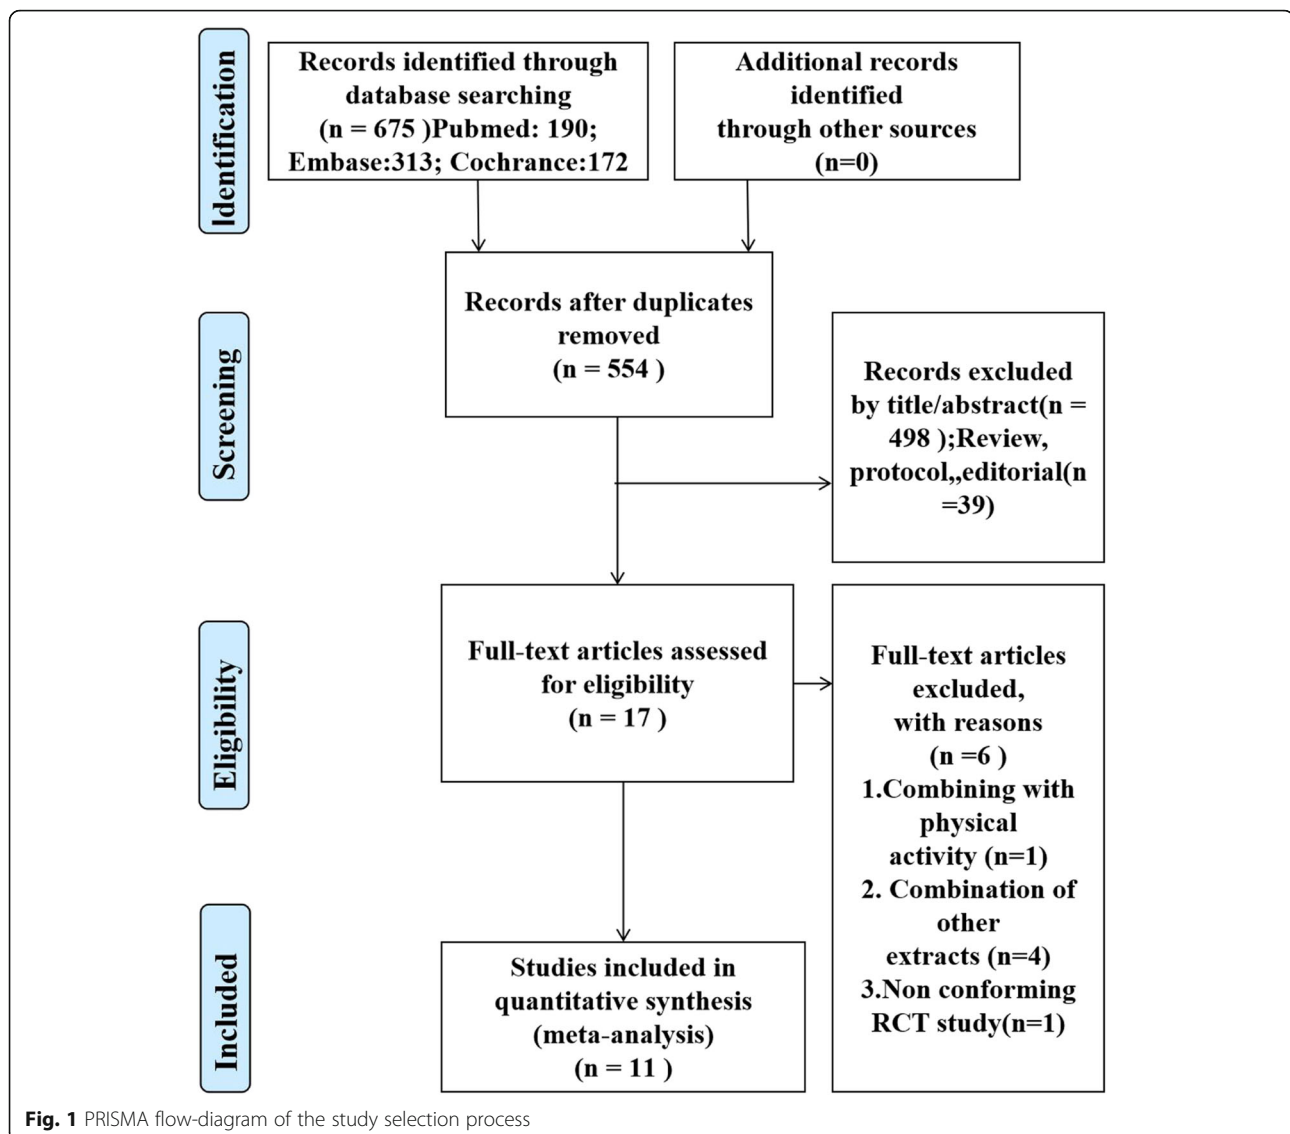 Identification
Records identified through
database searching
(n = 675 )Pubmed: 190;
Embase:313; Cochrance:172
Additional records
identified
through other sources
(n=0)
Screening
Records after duplicates
removed
(n = 554 )
Records excluded
by title/abstract(n =
498 );Review,
protocol,,editorial(n
=39)
Eligibility
Full-text articles assessed
for eligibility
(n = 17 )
Full-text articles
excluded,
with reasons
(n =6 )
1.Combining with
physical
activity (n=1)
2. Combination of
other
extracts (n=4)
3.Non conforming
RCT study(n=1)
Included
Studies included in
quantitative synthesis
(meta-analysis)
(n = 11 )
Fig. 1 PRISMA flow-diagram of the study selection process